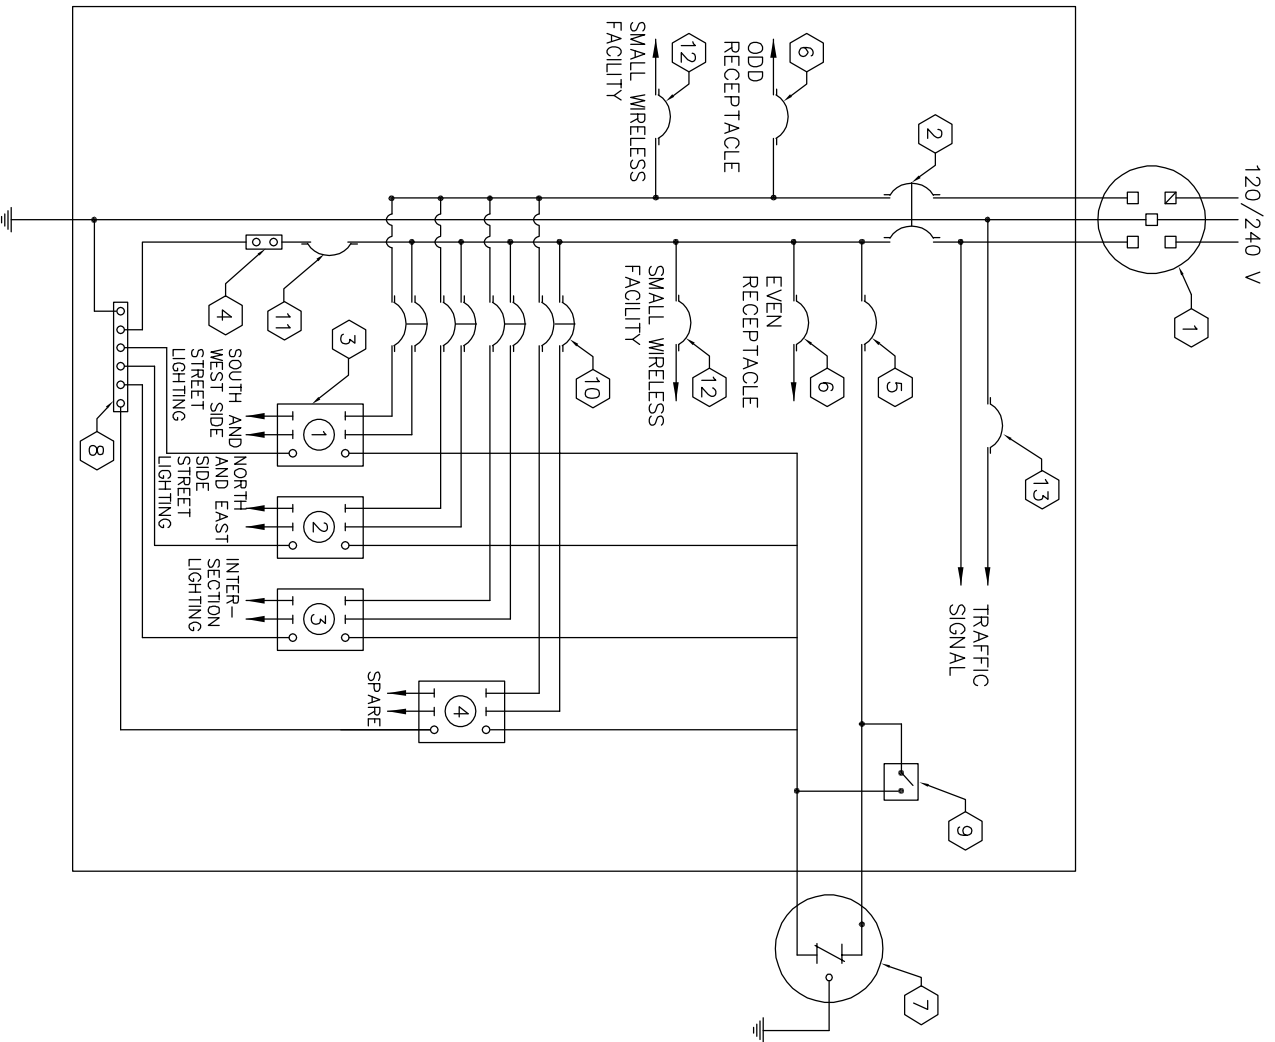 120/240 V
1
2
6
ODD
RECEPTACLE
12
SMALL WIRELESS
FACILITY
13
TRAFFIC
SIGNAL
5
6
EVEN
RECEPTACLE
12
SMALL WIRELESS
FACILITY
10
11
4
3
8
9
7
1
SOUTH AND
WEST SIDE
STREET
LIGHTING
2
NORTH
AND EAST
SIDE
STREET
LIGHTING
3
INTER-
SECTION
LIGHTING
4
SPARE